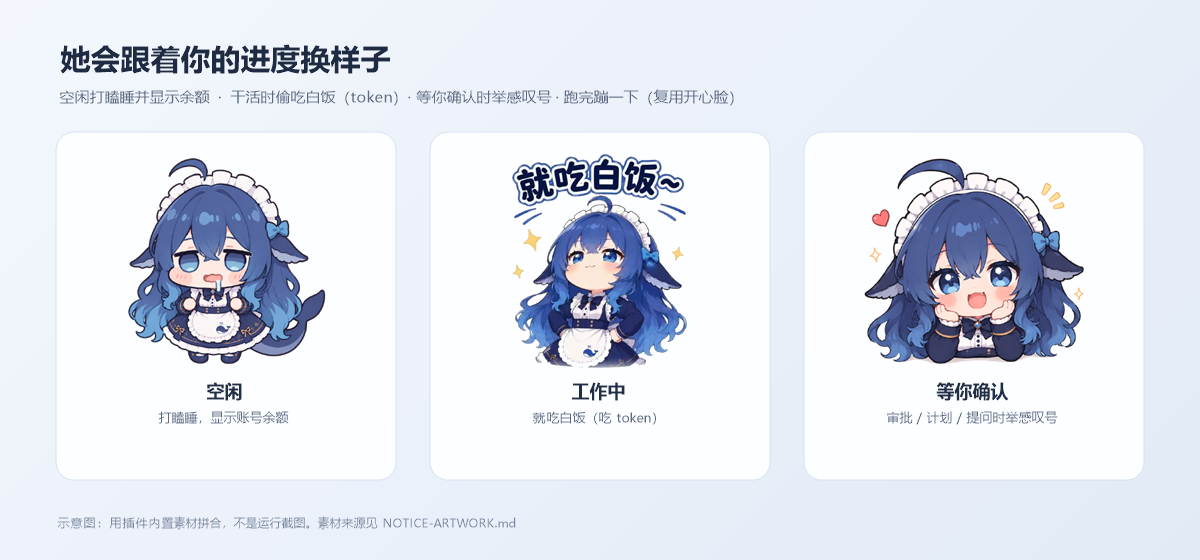 她会跟着你的进度换样子
空闲打瞌睡并显示余额 · 干活时偷吃白饭（token）· 等你确认时举感叹号 · 跑完蹦一下（复用开心脸）
就吃白饭~
空闲
打瞌睡，显示账号余额
工作中
就吃白饭（吃 token）
等你确认
审批 / 计划 / 提问时举感叹号
示意图：用插件内置素材拼合，不是运行截图。素材来源见 NOTICE-ARTWORK.md